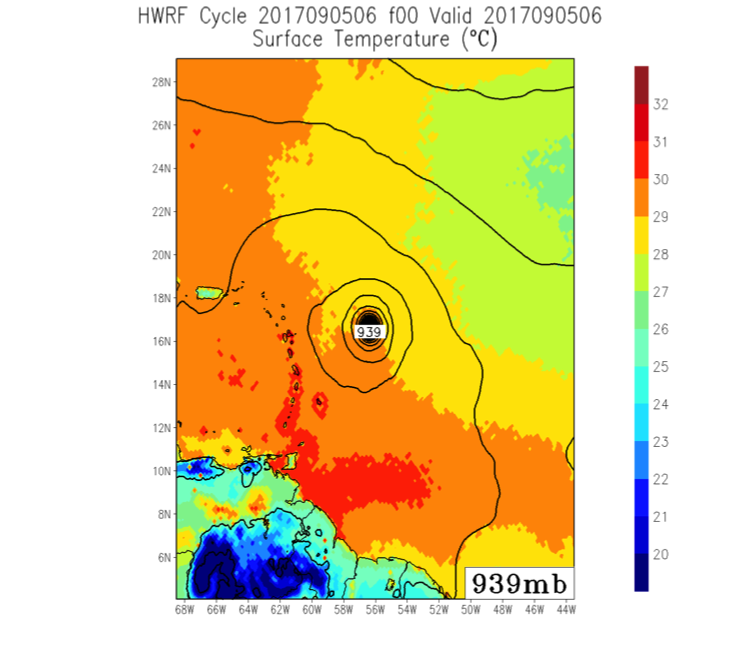 HWRF Cycle 2017090506 f00 Valid 2017090506
Surface Temperature (°C)
28N
26N
24N
22N
20N
18N
16N
14N
12N
10N
8N
6N
939
939mb
68W 66W 64W 62W 60W 58W 56W 54W 52W 50W 48W 46W 44W
32
31
30
29
28
27
26
25
24
23
22
21
20